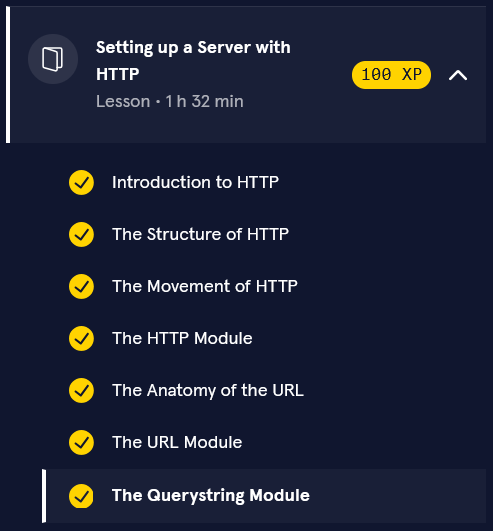 Setting up a Server with
HTTP
Lesson • 1 h 32 min
100 XP
Introduction to HTTP
The Structure of HTTP
The Movement of HTTP
The HTTP Module
The Anatomy of the URL
The URL Module
The Querystring Module